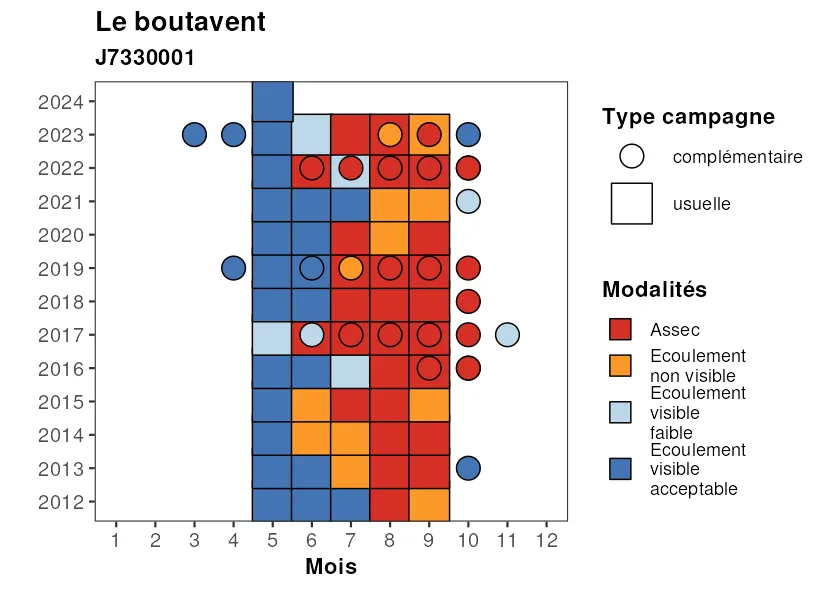 Le boutavent
J7330001
2024
2023
2022
2021
2020
2019
2018
2017
2016
2015
2014
2013
2012
1 2 3 4 5 6 7 8 9 10 11 12
Mois
Type campagne
complémentaire
usuelle
Modalités
Assec
Ecoulement
non visible
Ecoulement
visible
faible
Ecoulement
visible
acceptable